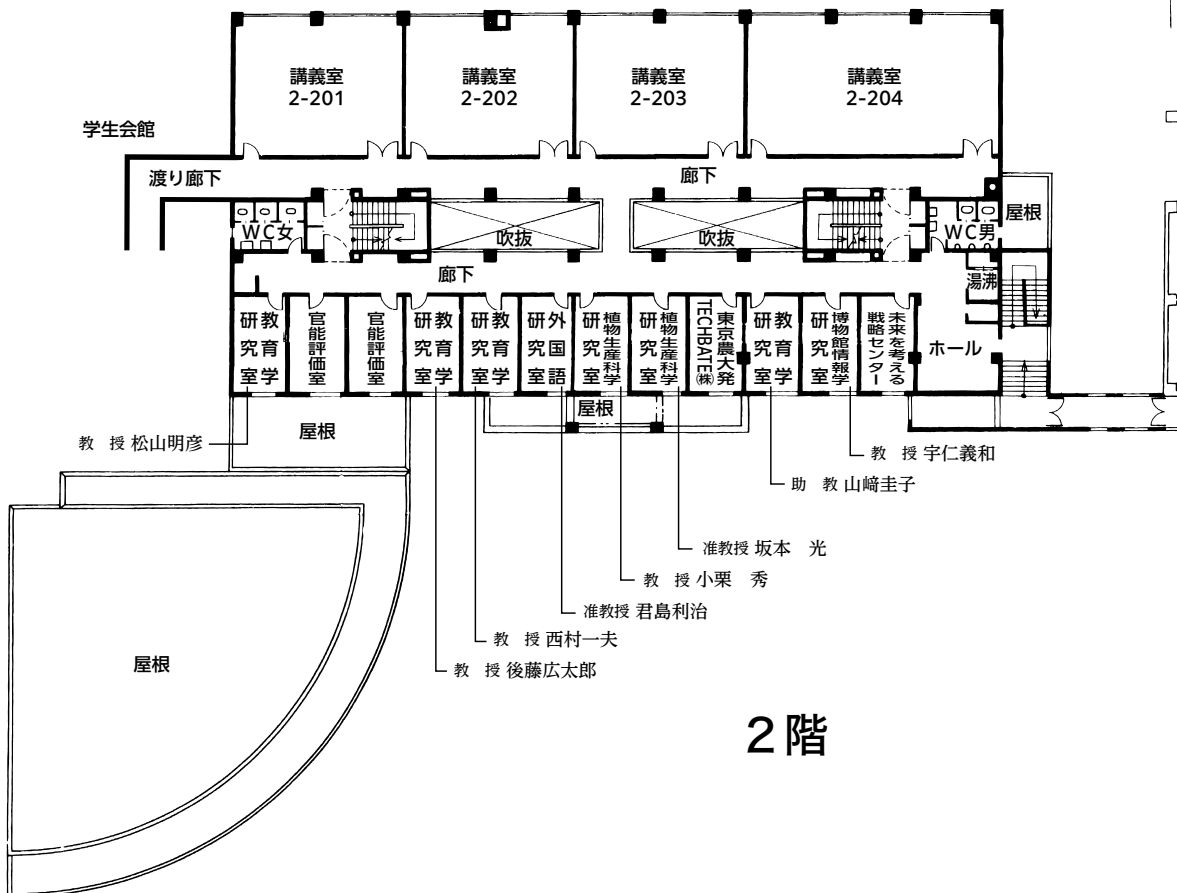 講義室
2-201
講義室
2-202
講義室
2-203
講義室
2-204
学生会館
渡り廊下
廊下
WC女
吹抜
吹抜
WC男
屋根
廊下
湯沸
教育学
研究室
官能評価室
官能評価室
教育学
研究室
教育学
研究室
外国語
研究室
植物生産科学
研究室
植物生産科学
研究室
東京農大発
TECHBATE㈱
教育学
研究室
博物館情報学
研究室
未来を考える
戦略センター
ホール
屋根
屋根
教 授 松山明彦
教 授 宇仁義和
助 教 山﨑圭子
准教授 坂本 光
教 授 小栗 秀
准教授 君島利治
教 授 西村一夫
教 授 後藤広太郎
屋根
2階